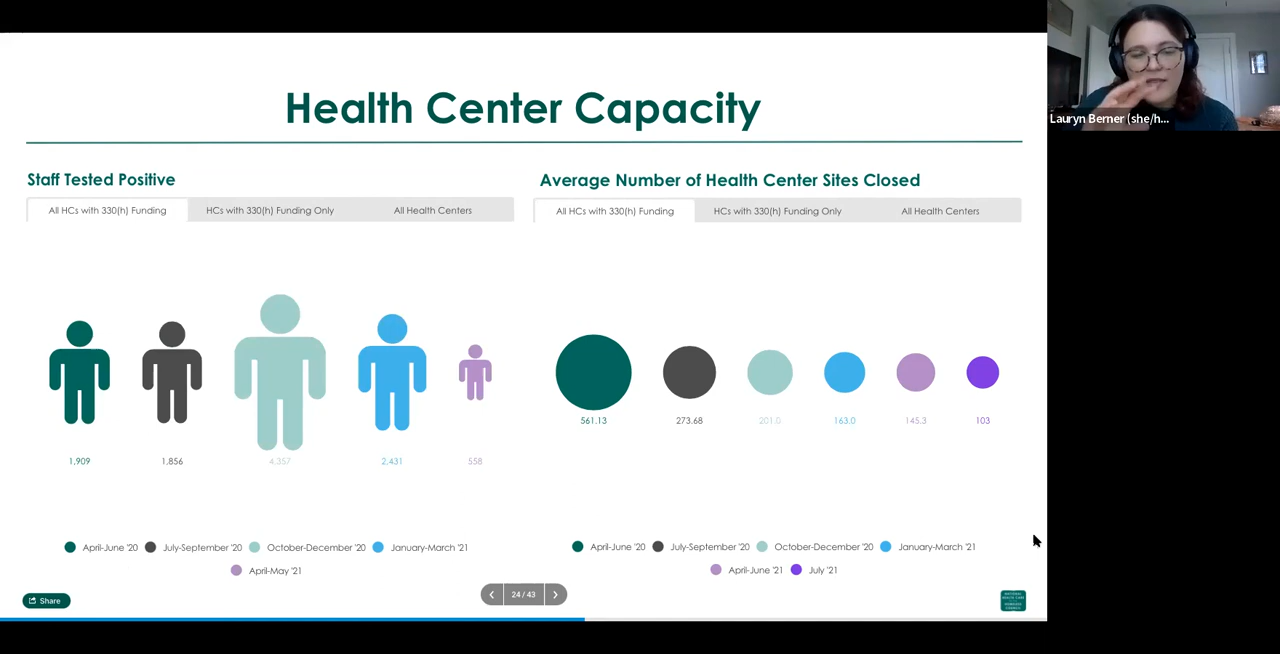 Health Center Capacity
Lauryn Berner (she/h...
Staff Tested Positive
All HCs with 330(h) Funding
HCs with 330(h) Funding Only
All Health Centers
1,909
1,856
4,357
2,431
558
April-June '20
July-September '20
October-December '20
January-March '21
April-May '21
Average Number of Health Center Sites Closed
All HCs with 330(h) Funding
HCs with 330(h) Funding Only
All Health Centers
561.13
273.68
201.0
163.0
145.3
103
April-June '20
July-September '20
October-December '20
January-March '21
April-June '21
July '21
Share
24 / 43
NATIONAL
HEALTH CARE
HOMELESS
COUNCIL